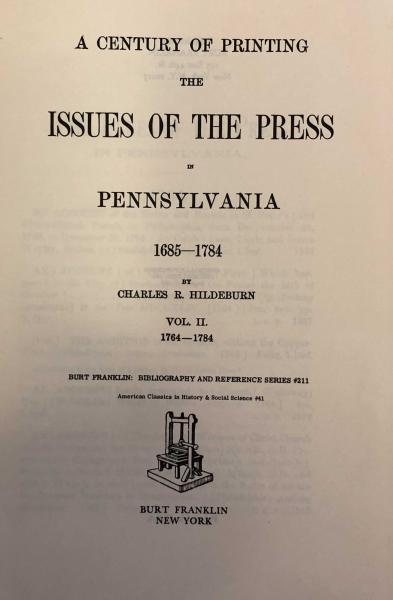 A CENTURY OF PRINTING
THE
ISSUES OF THE PRESS
IN
PENNSYLVANIA
1685—1784
BY
CHARLES R. HILDEBURN
VOL. II.
1764—1784
BURT FRANKLIN: BIBLIOGRAPHY AND REFERENCE SERIES #211
American Classics in History & Social Science #41
BURT FRANKLIN
NEW YORK